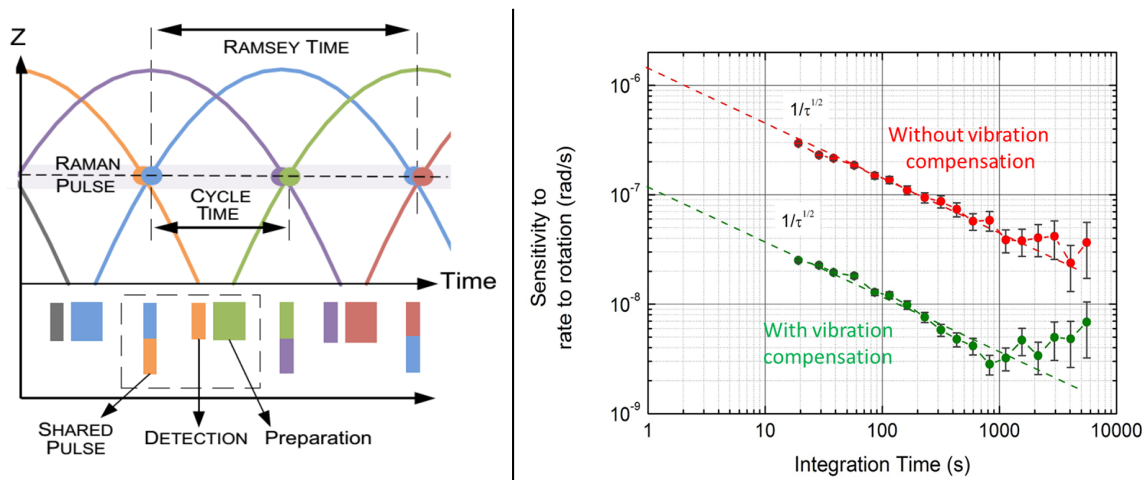 Z
RAMSEY TIME
RAMAN
PULSE
CYCLE
TIME
Time
SHARED
PULSE
DETECTION
Preparation
Sensitivity to
rate to rotation (rad/s)
10⁻⁶
10⁻⁷
10⁻⁸
10⁻⁹
1/τ^{1/2}
Without vibration
compensation
1/τ^{1/2}
With vibration
compensation
1
10
100
1000
10000
Integration Time (s)